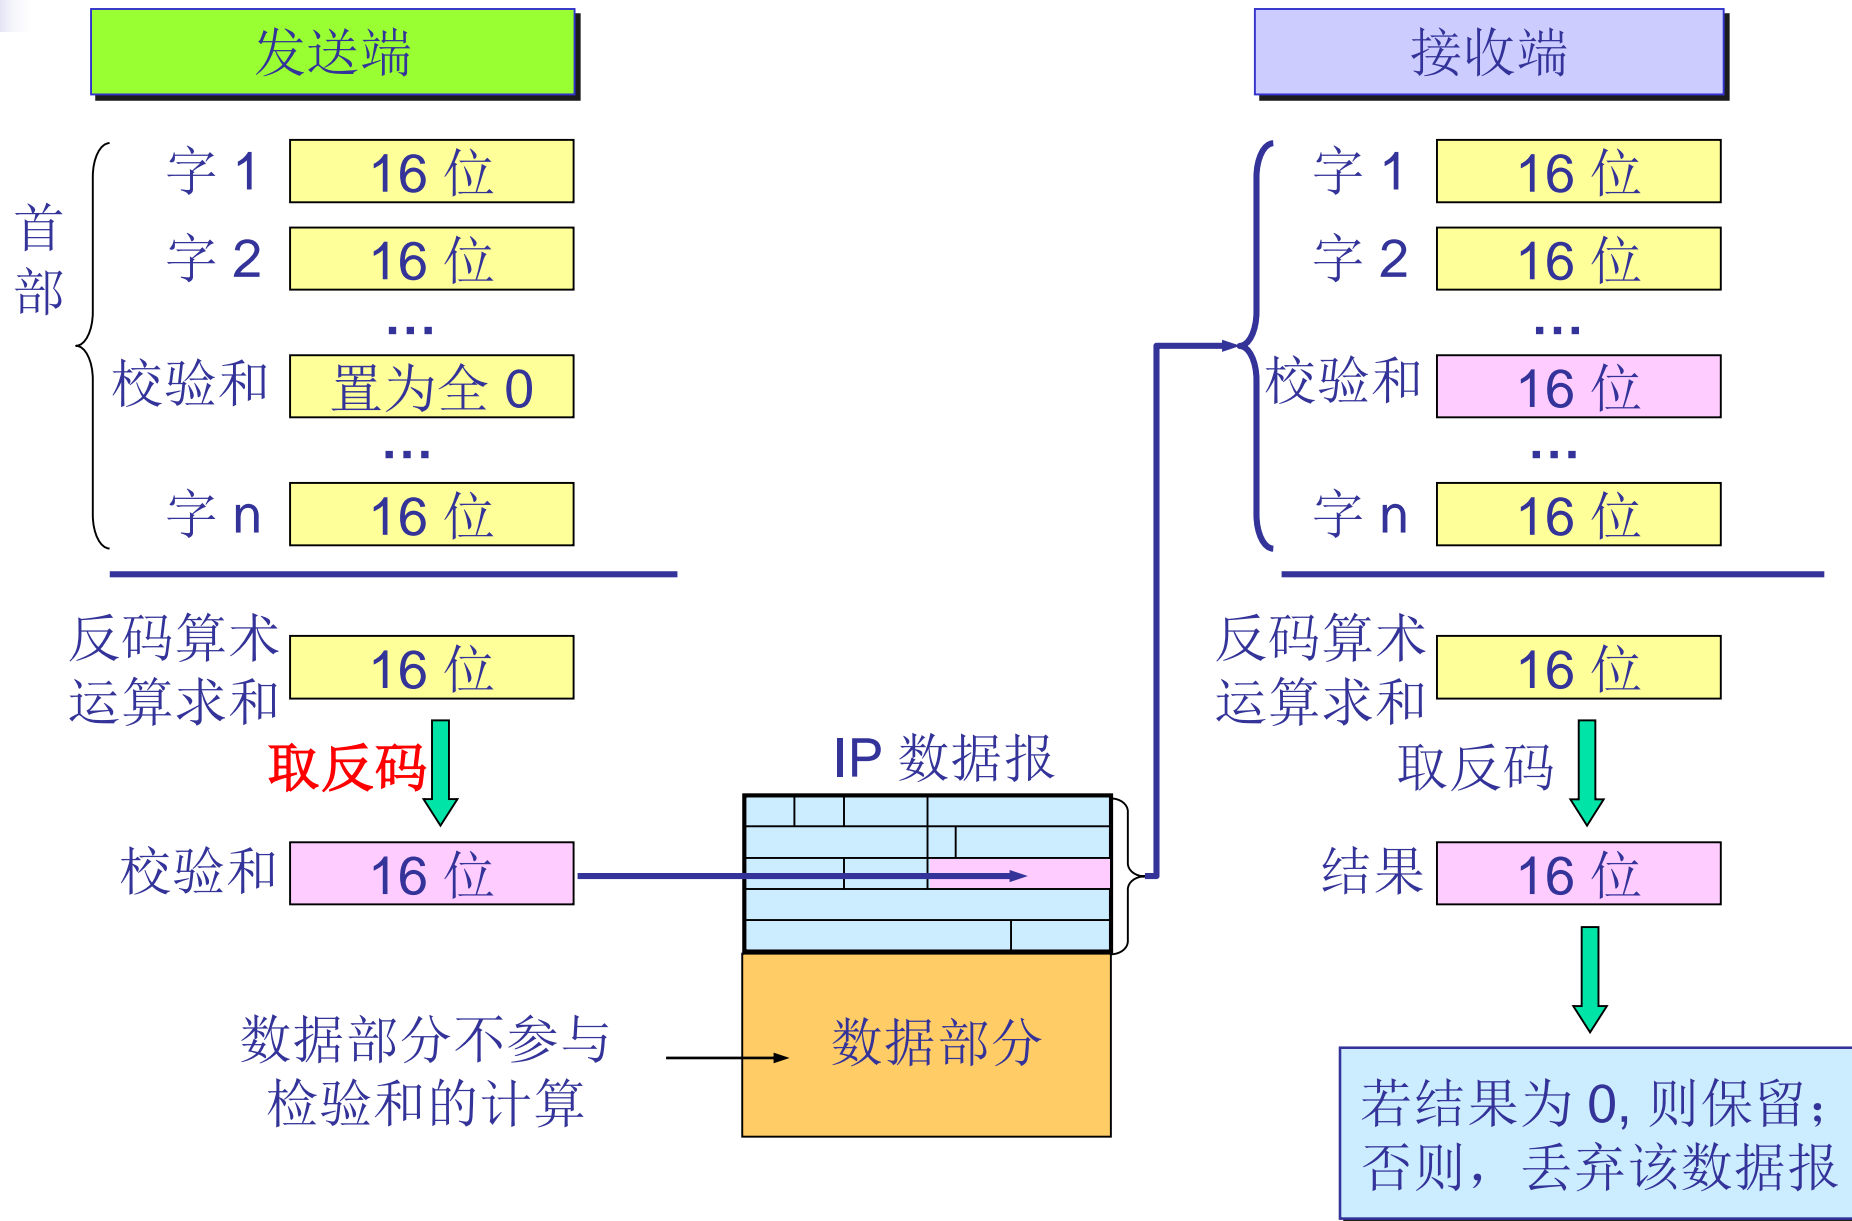 发送端
首
部
字 1 16 位
字 2 16 位
…
校验和 置为全 0
…
字 n 16 位
反码算术
运算求和
16 位
取反码
校验和 16 位
数据部分不参与
检验和的计算
IP 数据报
数据部分
接收端
字 1 16 位
字 2 16 位
…
校验和 16 位
…
字 n 16 位
反码算术
运算求和
16 位
取反码
结果 16 位
若结果为 0, 则保留；
否则，丢弃该数据报